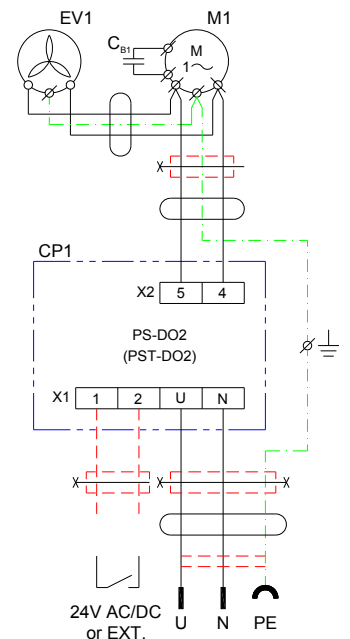 EV1 M1
C B1
M
1~
CP1
X2 5 4
PS-DO2
(PST-DO2)
X1 1 2 U N
24V AC/DC
or EXT.
U N PE